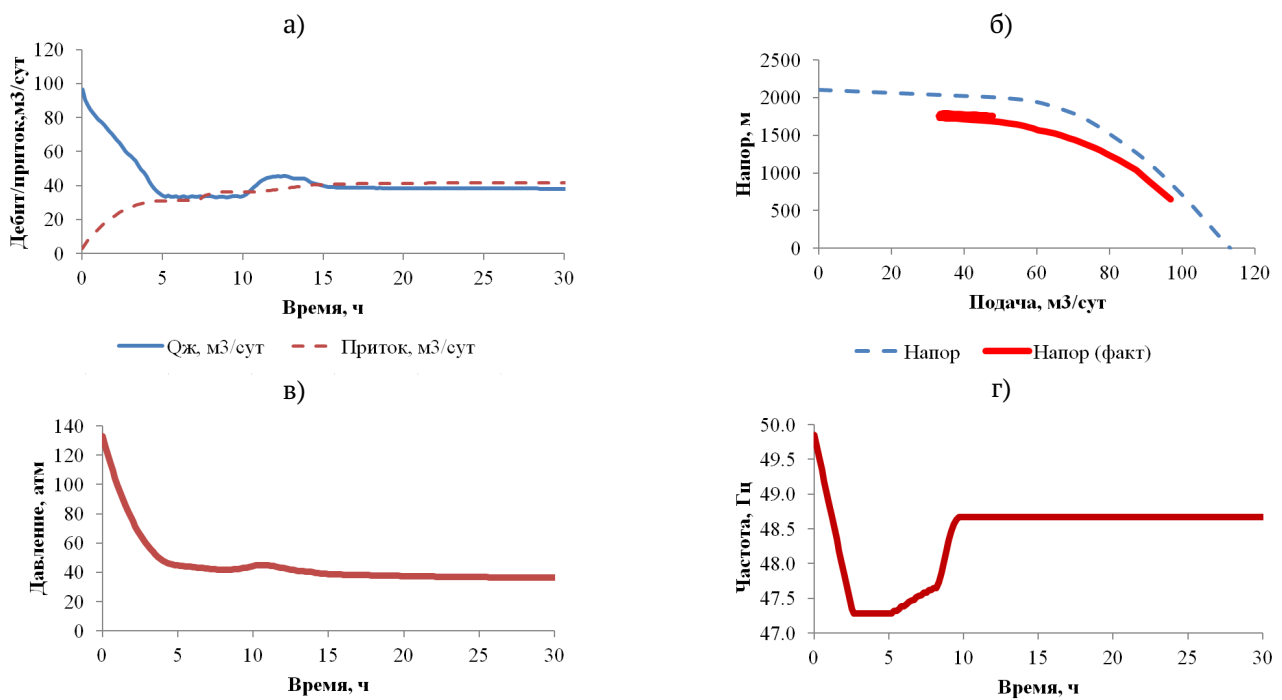 а)
120
100
80
60
40
20
0
0 5 10 15 20 25 30
Дебит/приток,м3/сут
Время, ч
Qж, м3/сут Приток, м3/сут
б)
2500
2000
1500
1000
500
0
0 20 40 60 80 100 120
Напор, м
Подача, м3/сут
Напор Напор (факт)
в)
140
120
100
80
60
40
20
0
0 5 10 15 20 25 30
Давление, атм
Время, ч
г)
50.0
49.5
49.0
48.5
48.0
47.5
47.0
0 5 10 15 20 25 30
Частота, Гц
Время, ч